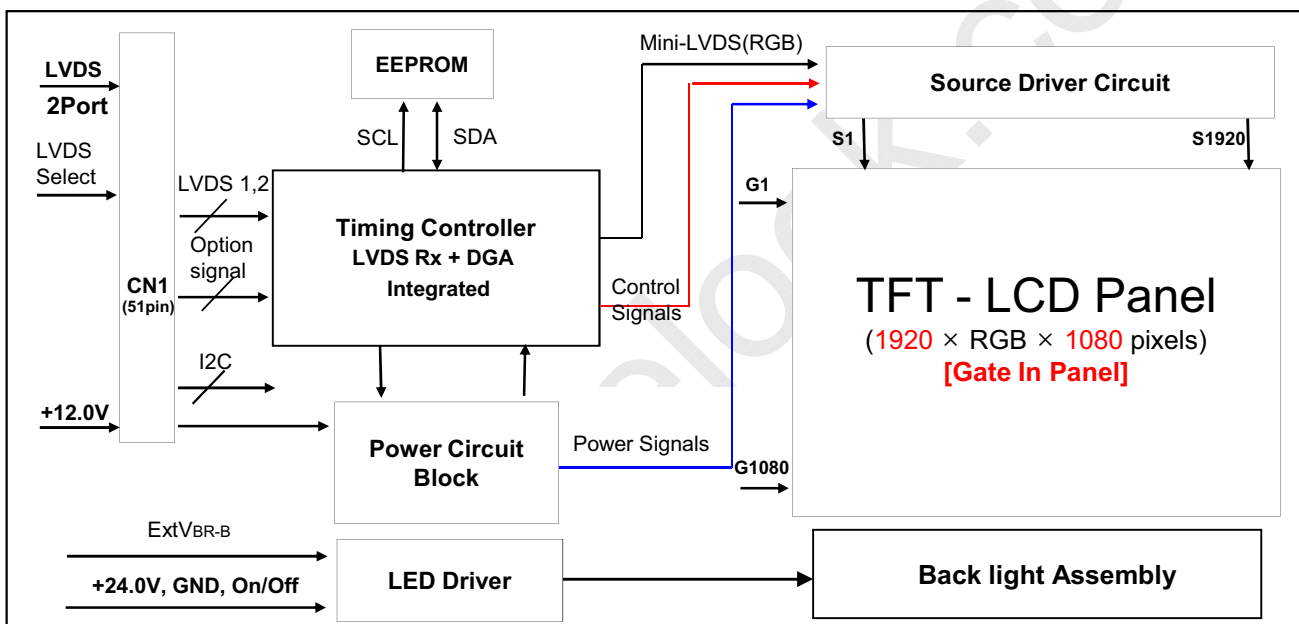 LVDS
2Port
LVDS
Select
+12.0V
CN1
(51pin)
LVDS 1,2
Option
signal
I2C
EEPROM
SCL
SDA
Timing Controller
LVDS Rx + DGA
Integrated
Mini-LVDS(RGB)
Control
Signals
Power Circuit
Block
Power Signals
Source Driver Circuit
S1
S1920
G1
G1080
TFT - LCD Panel
(1920 × RGB × 1080 pixels)
[Gate In Panel]
ExtVBR-B
+24.0V, GND, On/Off
LED Driver
Back light Assembly